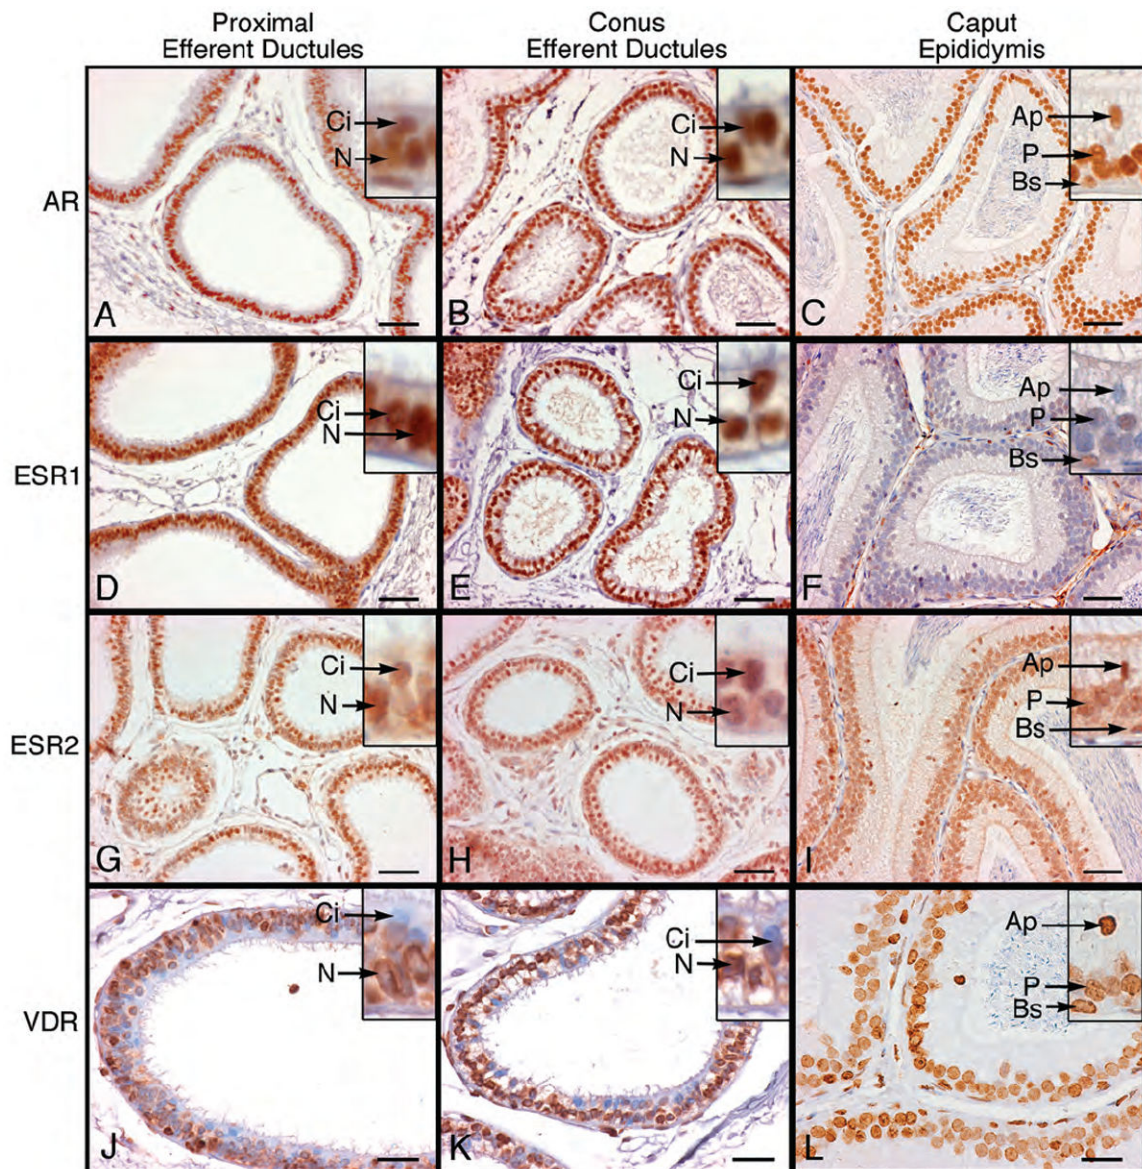 Proximal
Efferent Ductules
Conus
Efferent Ductules
Caput
Epididymis
AR
Ci
N
A
Ci
N
B
Ap
P
Bs
C
ESR1
Ci
N
D
Ci
N
E
Ap
P
Bs
F
ESR2
Ci
N
G
Ci
N
H
Ap
P
Bs
I
VDR
Ci
N
J
Ci
N
K
Ap
P
Bs
L